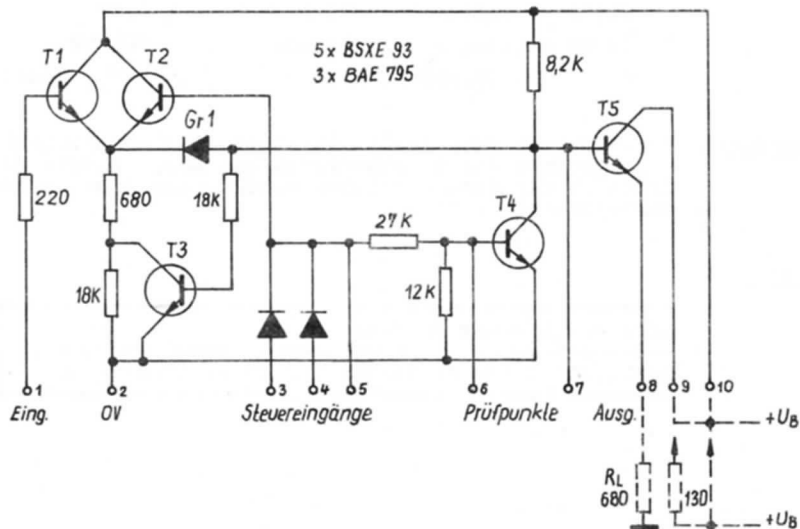 T1
T2
5x BSXE 93
3x BAE 795
8,2K
Gr1
T5
220
680
18K
T4
27K
T3
18K
12K
1 2 3 4 5 6 7 8 9 10
Eing. 0V Steuereingänge Prüfpunkte Ausg.
+UB
RL
680
130
+UB